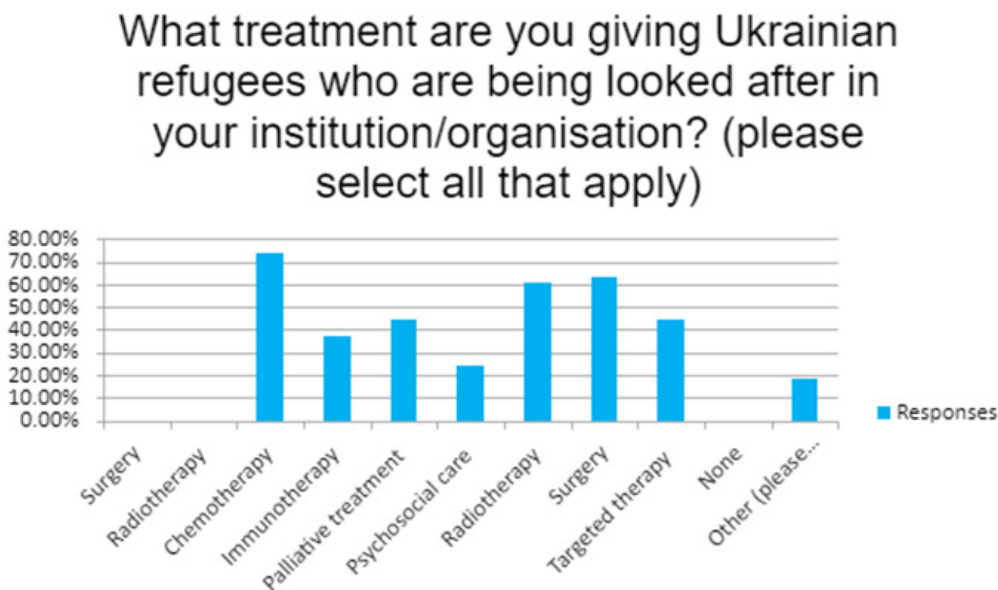 What treatment are you giving Ukrainian
refugees who are being looked after in
your institution/organisation? (please
select all that apply)
80.00%
70.00%
60.00%
50.00%
40.00%
30.00%
20.00%
10.00%
0.00%
Responses
Surgery
Radiotherapy
Chemotherapy
Immunotherapy
Palliative treatment
Psychosocial care
Radiotherapy
Surgery
Targeted therapy
None
Other (please...